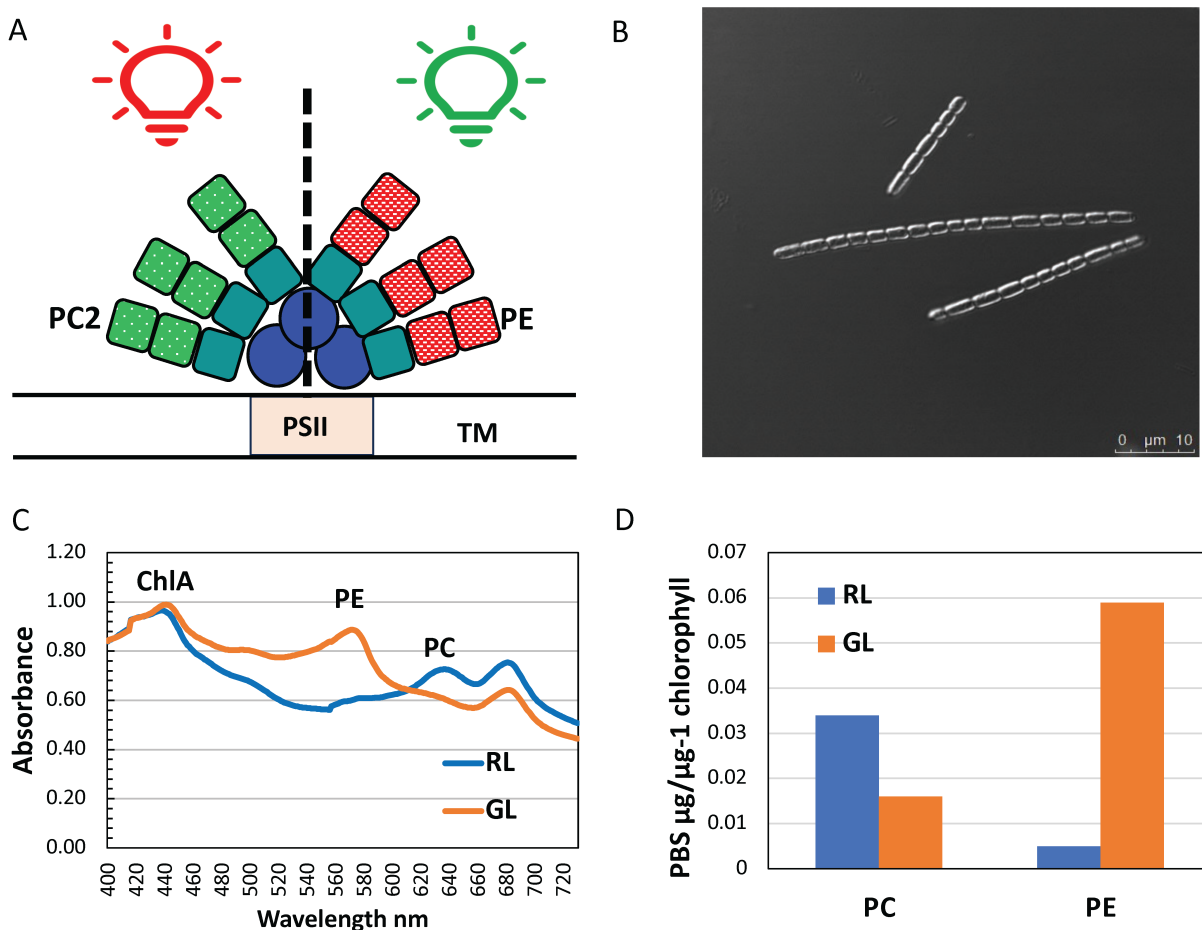 A
PC2
PE
PSII
TM
B
0 µm 10
C
Absorbance
1.20
1.00
0.80
0.60
0.40
0.20
0.00
ChlA
PE
PC
RL
GL
400
420
440
460
480
500
520
540
560
580
600
620
640
660
680
700
720
Wavelength nm
D
PBS µg/µg-1 chlorophyll
0.07
0.06
0.05
0.04
0.03
0.02
0.01
0
RL
GL
PC
PE